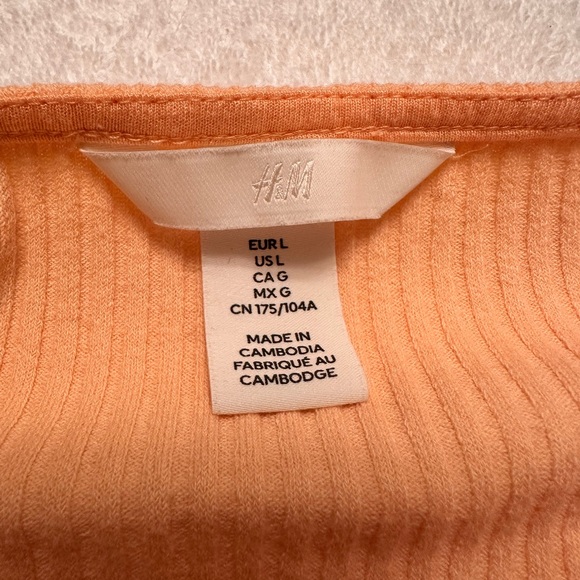 H&M
EUR L
US L
CA G
MX G
CN 175/104A
MADE IN
CAMBODIA
FABRIQUÉ AU
CAMBODGE